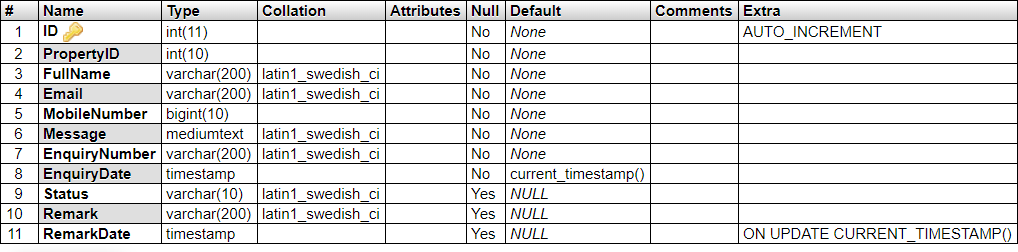 # Name Type Collation Attributes Null Default Comments Extra
1 ID int(11) No None AUTO_INCREMENT
2 PropertyID int(10) No None
3 FullName varchar(200) latin1_swedish_ci No None
4 Email varchar(200) latin1_swedish_ci No None
5 MobileNumber bigint(10) No None
6 Message mediumtext latin1_swedish_ci No None
7 EnquiryNumber varchar(200) latin1_swedish_ci No None
8 EnquiryDate timestamp No current_timestamp()
9 Status varchar(10) latin1_swedish_ci Yes NULL
10 Remark varchar(200) latin1_swedish_ci Yes NULL
11 RemarkDate timestamp Yes NULL ON UPDATE CURRENT_TIMESTAMP()